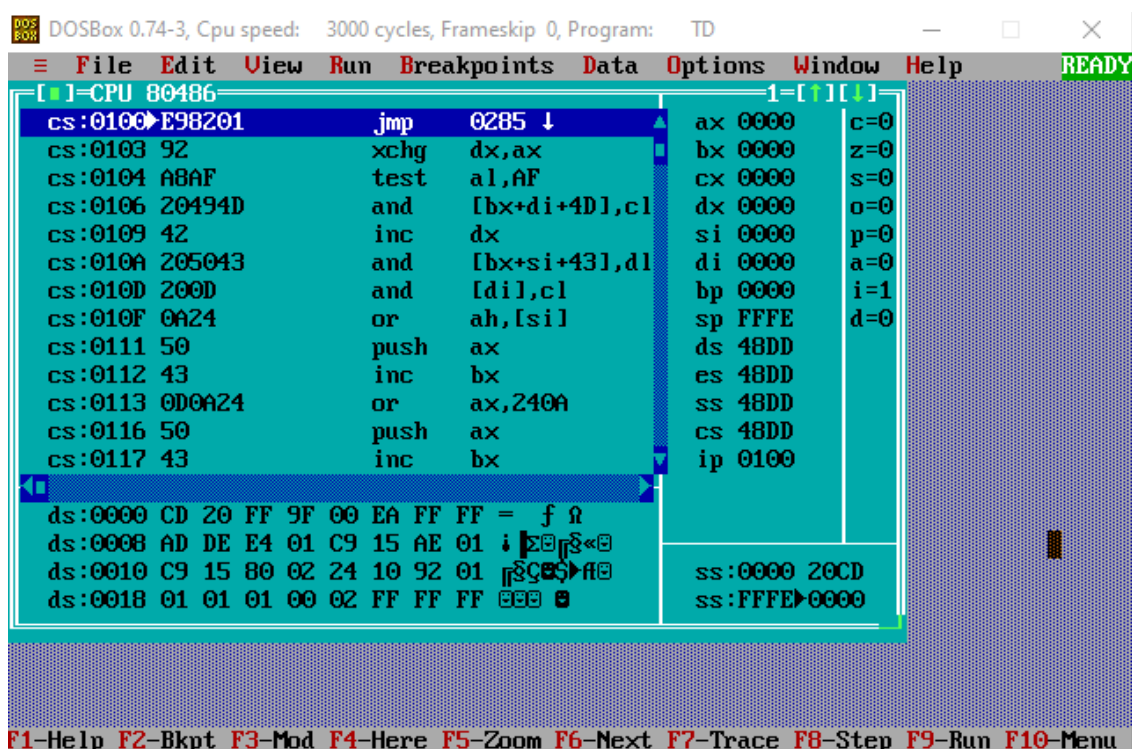 DOSBox 0.74-3, Cpu speed: 3000 cycles, Frameskip 0, Program: TD
≡ File Edit View Run Breakpoints Data Options Window Help READY
[■]=CPU 80486 1=[↑][↓]
cs:0100►E98201 jmp 0285 ↓ ax 0000 c=0
cs:0103 92 xchg dx,ax bx 0000 z=0
cs:0104 A8AF test al,AF cx 0000 s=0
cs:0106 20494D and [bx+di+4D],cl dx 0000 o=0
cs:0109 42 inc dx si 0000 p=0
cs:010A 205043 and [bx+si+43],dl di 0000 a=0
cs:010D 200D and [di],cl bp 0000 i=1
cs:010F 0A24 or ah,[si] sp FFFE d=0
cs:0111 50 push ax ds 48DD
cs:0112 43 inc bx es 48DD
cs:0113 0D0A24 or ax,240A ss 48DD
cs:0116 50 push ax cs 48DD
cs:0117 43 inc bx ip 0100
ds:0000 CD 20 FF 9F 00 EA FF FF = ƒ Ω
ds:0008 AD DE E4 01 C9 15 AE 01 ¡▐Σ☺╔§«☺
ds:0010 C9 15 80 02 24 10 92 01 ╔§Ç☻$►Æ☺ ss:0000 20CD
ds:0018 01 01 01 00 02 FF FF FF ☺☺☺ ☻ ss:FFFE►0000
F1-Help F2-Bkpt F3-Mod F4-Here F5-Zoom F6-Next F7-Trace F8-Step F9-Run F10-Menu